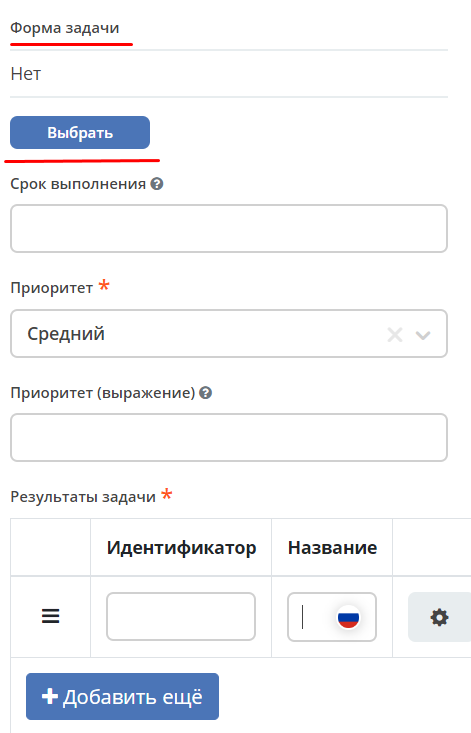 Форма задачи
Нет
Выбрать
Срок выполнения ?
Приоритет *
Средний
Приоритет (выражение) ?
Результаты задачи *
Идентификатор Название
+ Добавить ещё